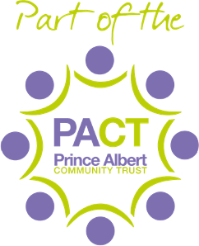 Part of the
PACT
Prince Albert
COMMUNITY TRUST